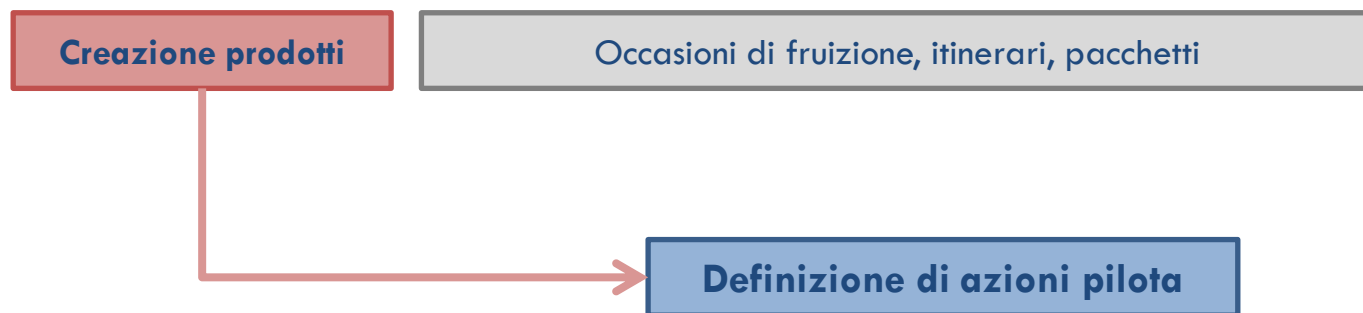 Creazione prodotti
Occasioni di fruizione, itinerari, pacchetti
Definizione di azioni pilota